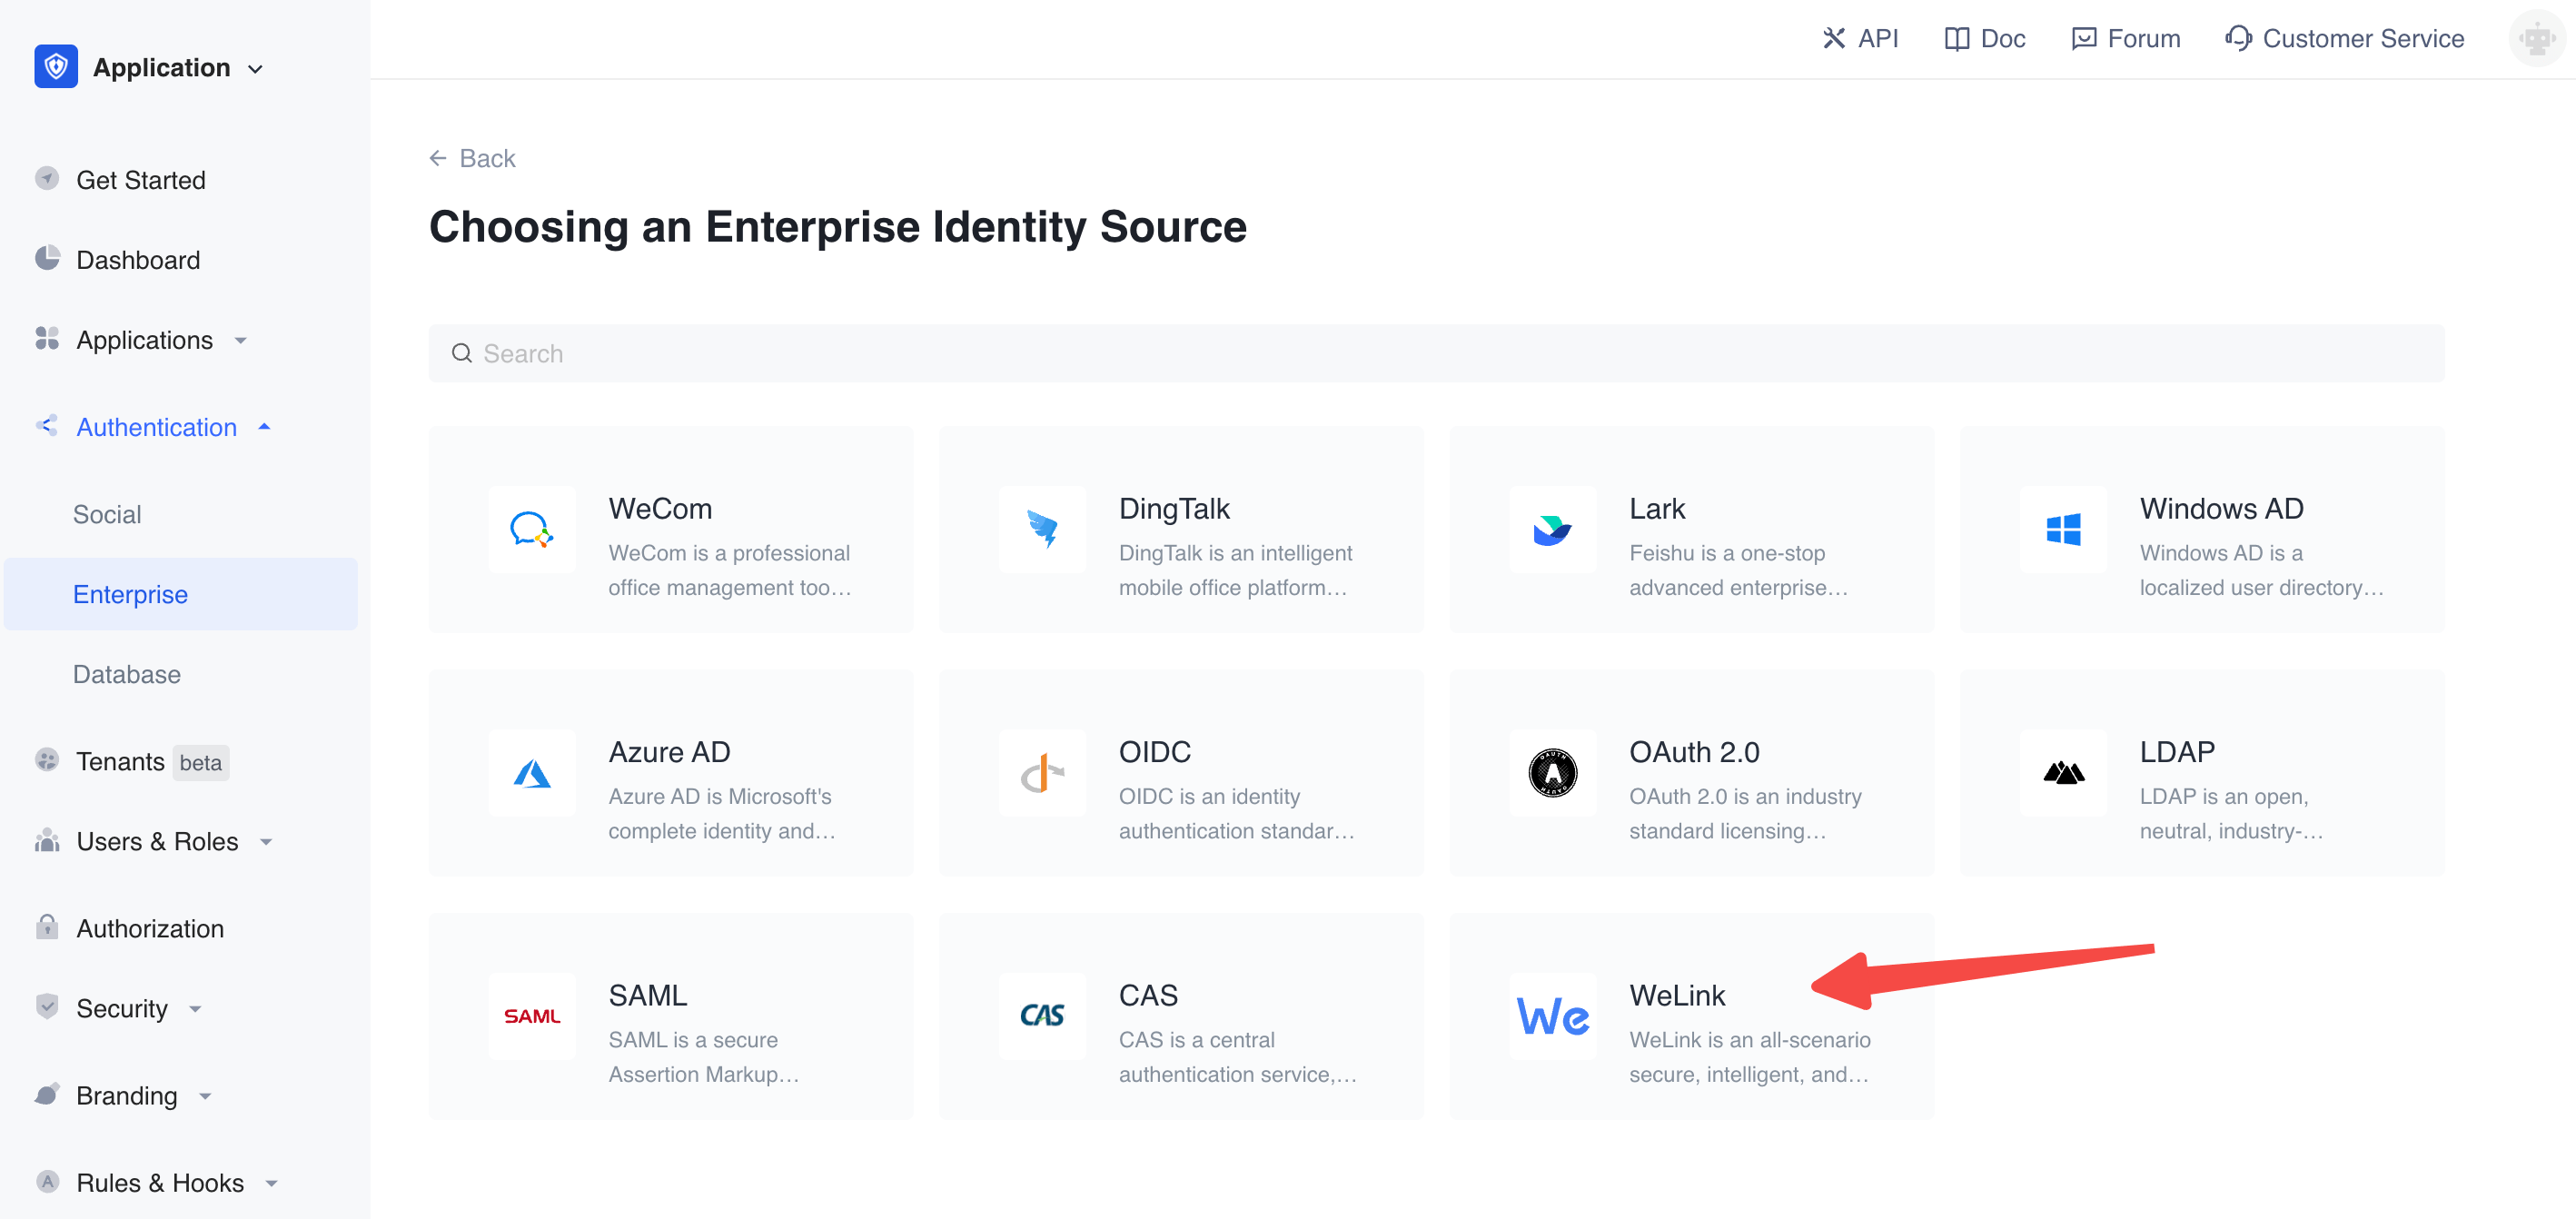 Application
API
Doc
Forum
Customer Service
Get Started
Dashboard
Applications
Authentication
Social
Enterprise
Database
Tenants beta
Users & Roles
Authorization
Security
Branding
Rules & Hooks
Back
Choosing an Enterprise Identity Source
Search
WeCom
WeCom is a professional
office management too...
DingTalk
DingTalk is an intelligent
mobile office platform...
Lark
Feishu is a one-stop
advanced enterprise...
Windows AD
Windows AD is a
localized user directory...
Azure AD
Azure AD is Microsoft's
complete identity and...
OIDC
OIDC is an identity
authentication standar...
OAuth 2.0
OAuth 2.0 is an industry
standard licensing...
LDAP
LDAP is an open,
neutral, industry-...
SAML
SAML
SAML is a secure
Assertion Markup...
CAS
CAS
CAS is a central
authentication service,...
We
WeLink
WeLink is an all-scenario
secure, intelligent, and...